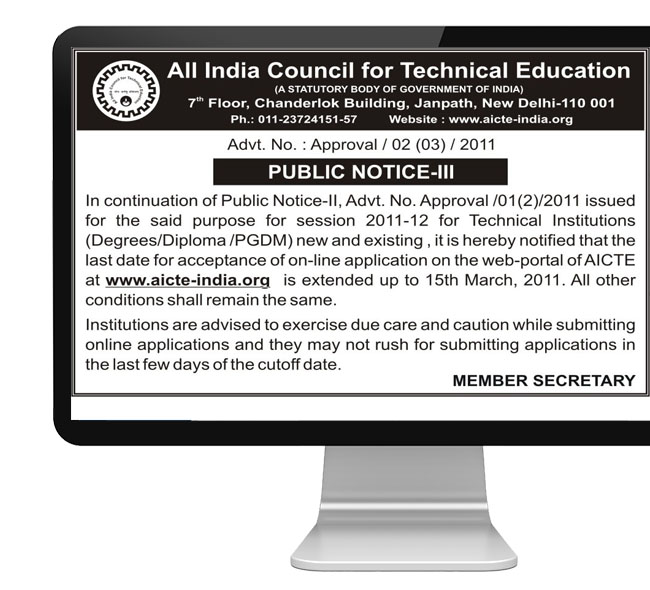 All India Council for Technical Education
(A STATUTORY BODY OF GOVERNMENT OF INDIA)
7th Floor, Chanderlok Building, Janpath, New Delhi-110 001
Ph.: 011-23724151-57 Website : www.aicte-india.org
Advt. No. : Approval / 02 (03) / 2011
PUBLIC NOTICE-III
In continuation of Public Notice-II, Advt. No. Approval /01(2)/2011 issued
for the said purpose for session 2011-12 for Technical Institutions
(Degrees/Diploma /PGDM) new and existing , it is hereby notified that the
last date for acceptance of on-line application on the web-portal of AICTE
at www.aicte-india.org is extended up to 15th March, 2011. All other
conditions shall remain the same.
Institutions are advised to exercise due care and caution while submitting
online applications and they may not rush for submitting applications in
the last few days of the cutoff date.
MEMBER SECRETARY